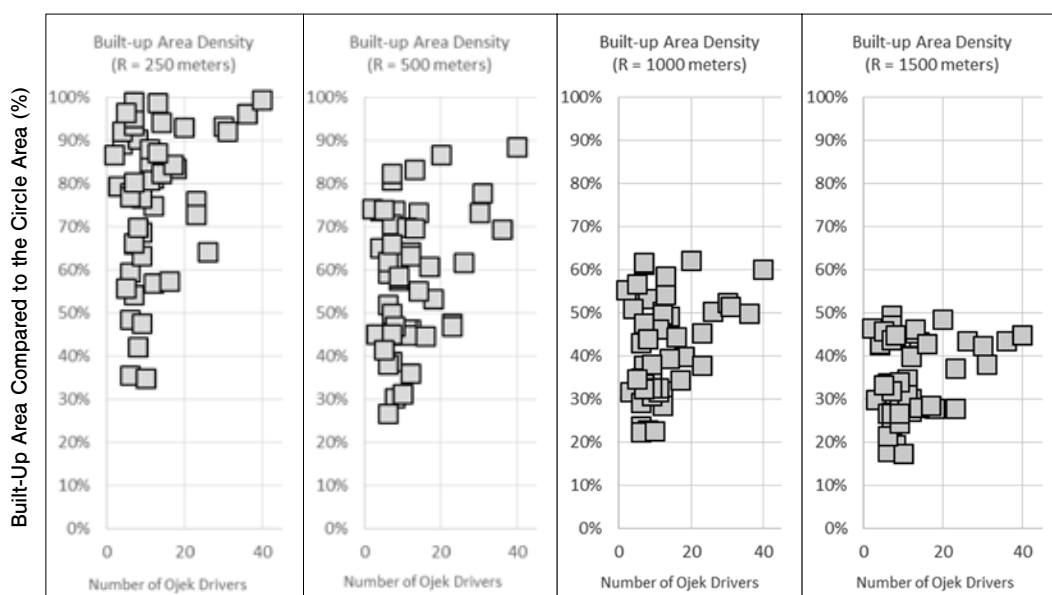 Built-Up Area Compared to the Circle Area (%)
Built-up Area Density
(R = 250 meters)
100%
90%
80%
70%
60%
50%
40%
30%
20%
10%
0%
0 20 40
Number of Ojek Drivers
Built-up Area Density
(R = 500 meters)
100%
90%
80%
70%
60%
50%
40%
30%
20%
10%
0%
0 20 40
Number of Ojek Drivers
Built-up Area Density
(R = 1000 meters)
100%
90%
80%
70%
60%
50%
40%
30%
20%
10%
0%
0 20 40
Number of Ojek Drivers
Built-up Area Density
(R = 1500 meters)
100%
90%
80%
70%
60%
50%
40%
30%
20%
10%
0%
0 20 40
Number of Ojek Drivers